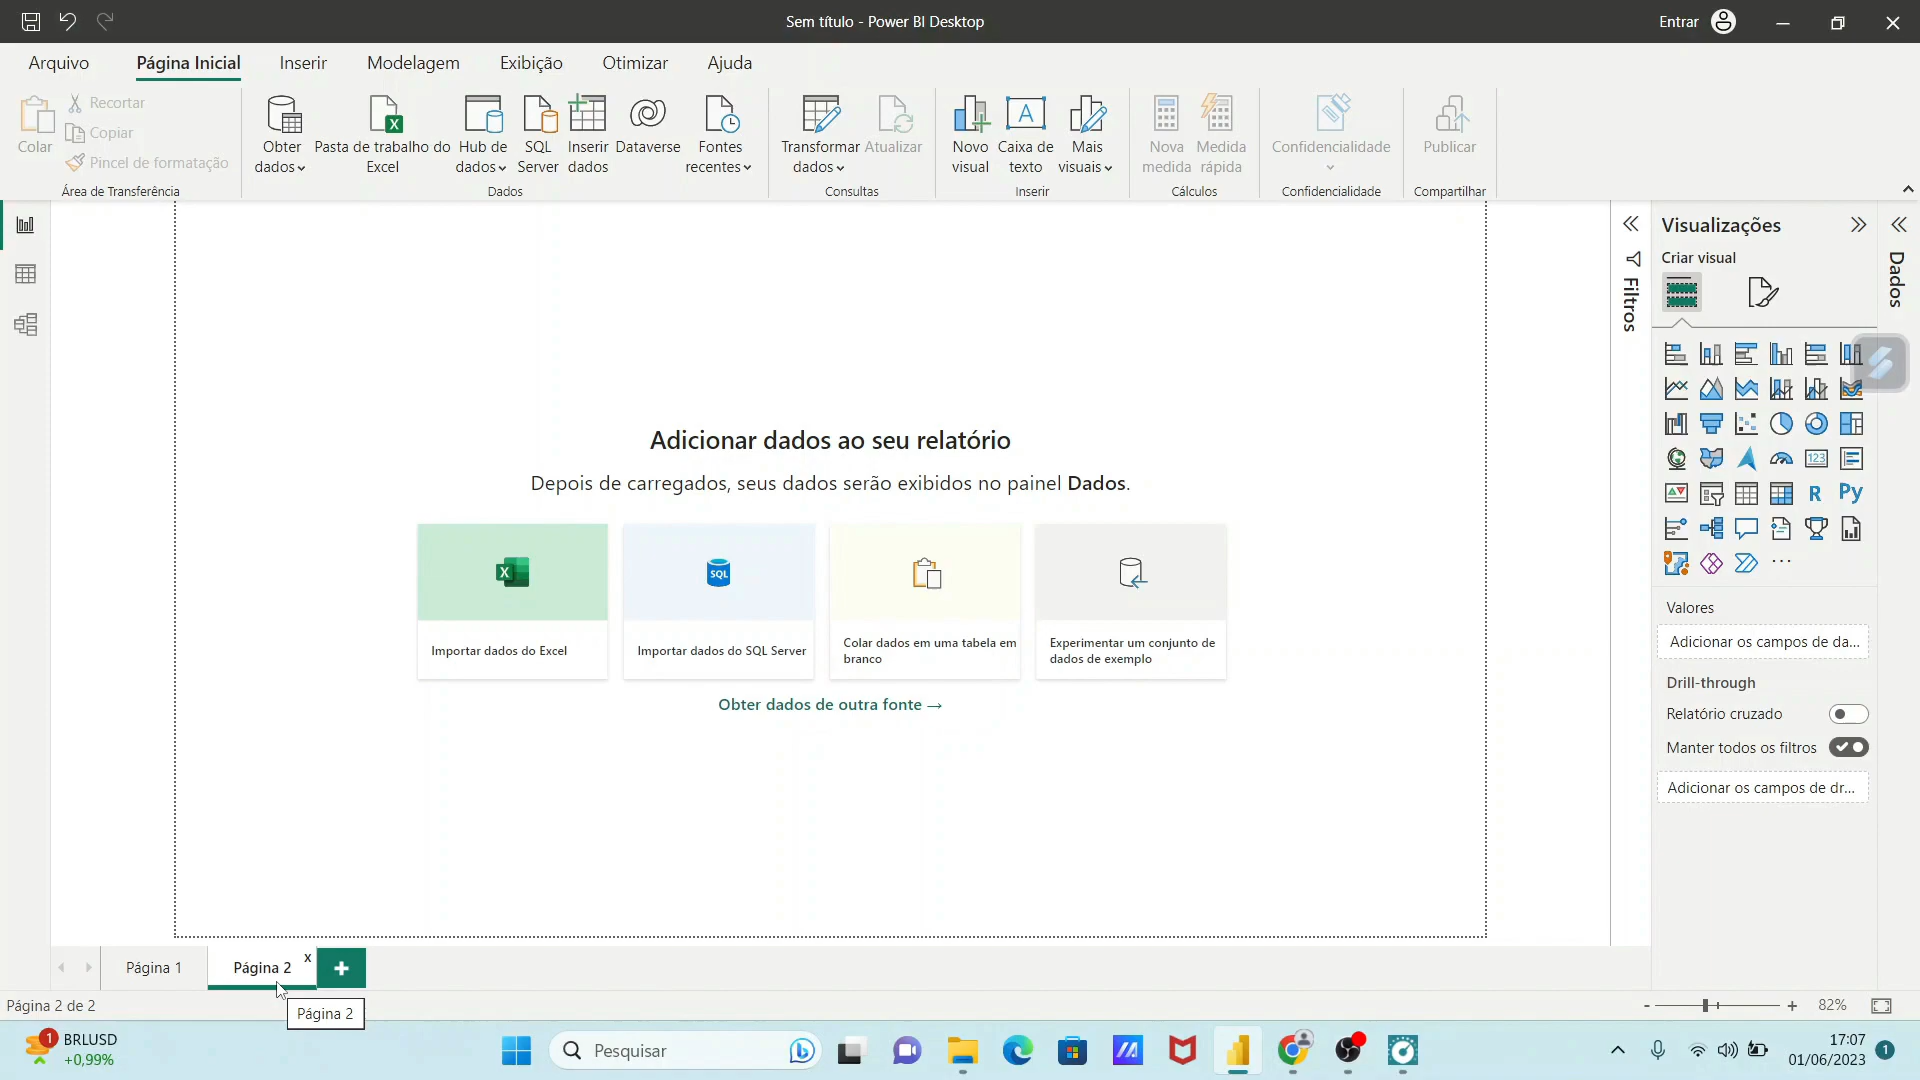 Sem título - Power BI Desktop
Entrar
Arquivo
Página Inicial
Inserir
Modelagem
Exibição
Otimizar
Ajuda
Colar
Recortar
Copiar
Pincel de formatação
Área de Transferência
Obter
dados
Pasta de trabalho do
Excel
Hub de
dados
SQL
Server
Inserir
dados
Dataverse
Fontes
recentes
Dados
Transformar
dados
Atualizar
Consultas
Novo
visual
Caixa de
texto
Mais
visuais
Inserir
Nova
medida
Medida
rápida
Cálculos
Confidencialidade
Confidencialidade
Publicar
Compartilhar
Filtros
Visualizações
Criar visual
Dados
123
R
Py
Valores
Adicionar os campos de da...
Drill-through
Relatório cruzado
Manter todos os filtros
Adicionar os campos de dr...
Adicionar dados ao seu relatório
Depois de carregados, seus dados serão exibidos no painel Dados.
SQL
Importar dados do Excel
Importar dados do SQL Server
Colar dados em uma tabela em
branco
Experimentar um conjunto de
dados de exemplo
Obter dados de outra fonte →
Página 1
Página 2
x
+
Página 2 de 2
Página 2
- + 82%
1
BRLUSD
+0,99%
Pesquisar
17:07
01/06/2023
1